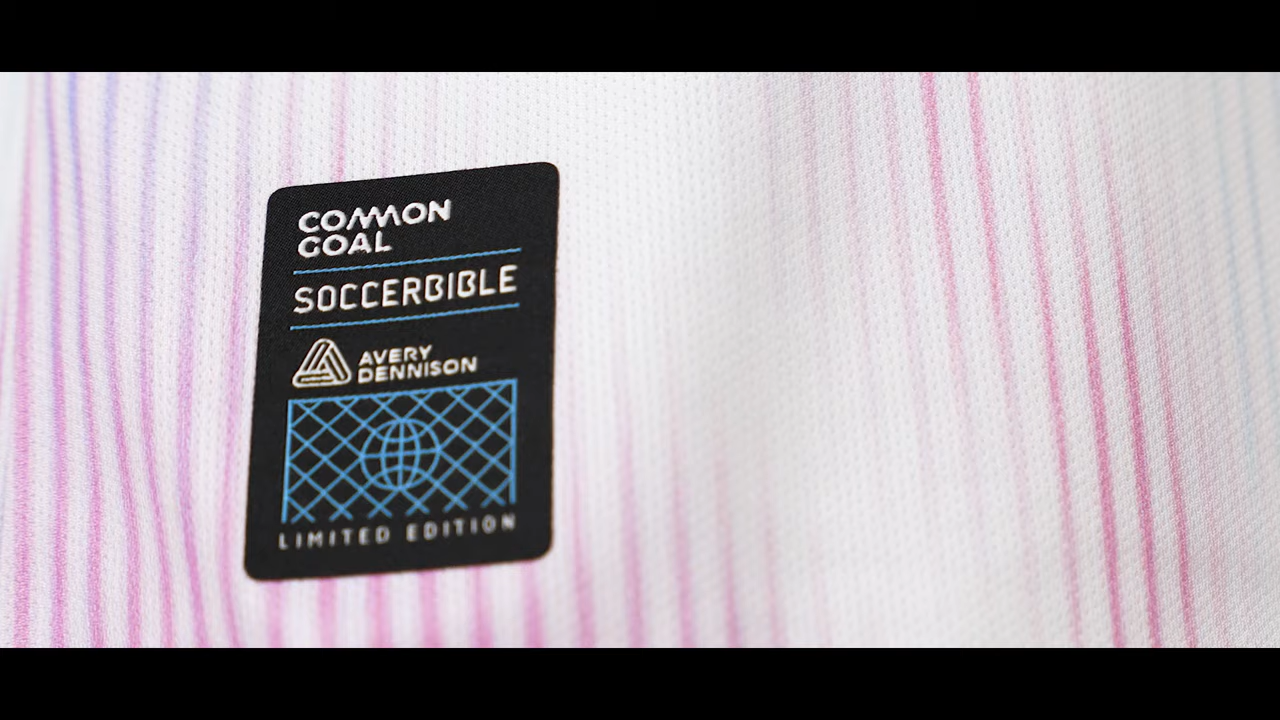 COMMON
GOAL
SOCCERBIBLE
AVERY
DENNISON
LIMITED EDITION